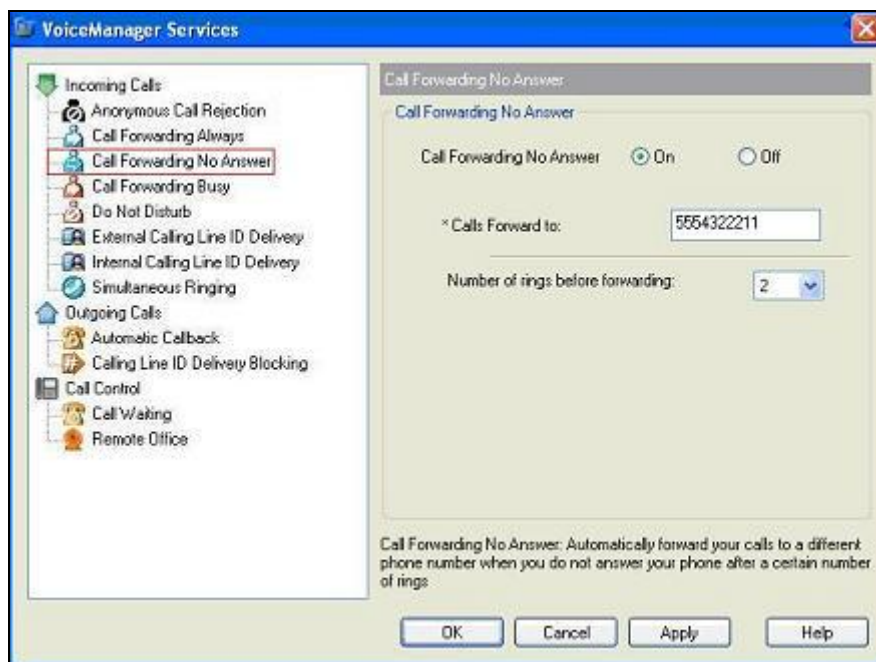 VoiceManager Services
Incoming Calls
Anonymous Call Rejection
Call Forwarding Always
Call Forwarding No Answer
Call Forwarding Busy
Do Not Disturb
External Calling Line ID Delivery
Internal Calling Line ID Delivery
Simultaneous Ringing
Outgoing Calls
Automatic Callback
Calling Line ID Delivery Blocking
Call Control
Call Waiting
Remote Office
Call Forwarding No Answer
Call Forwarding No Answer
Call Forwarding No Answer On Off
* Calls Forward to: 5554322211
Number of rings before forwarding: 2
Call Forwarding No Answer: Automatically forward your calls to a different
phone number when you do not answer your phone after a certain number
of rings
OK Cancel Apply Help